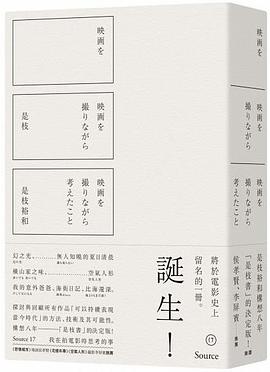 映画を
映画を
撮りながら
是枝
映画を
撮りながら
考えたこと
是枝裕和
將於電影史上
留名的一冊。
誕生！
17
Source
幻之光………無人知曉的夏日清晨
橫山家之味………空氣人形
我的意外爸爸、海街日記、比海還深。
探討與回顧所有作品「可以持續表現
當今時代」的方法、技術及其可能性。
構想八年——「是枝書」的決定版！
Source 17 我在拍電影時思考的事
映画を
撮りながら
考えたこと
是枝裕和構想八年
「是枝書」的決定版！
侯孝賢、李屏賓
推薦